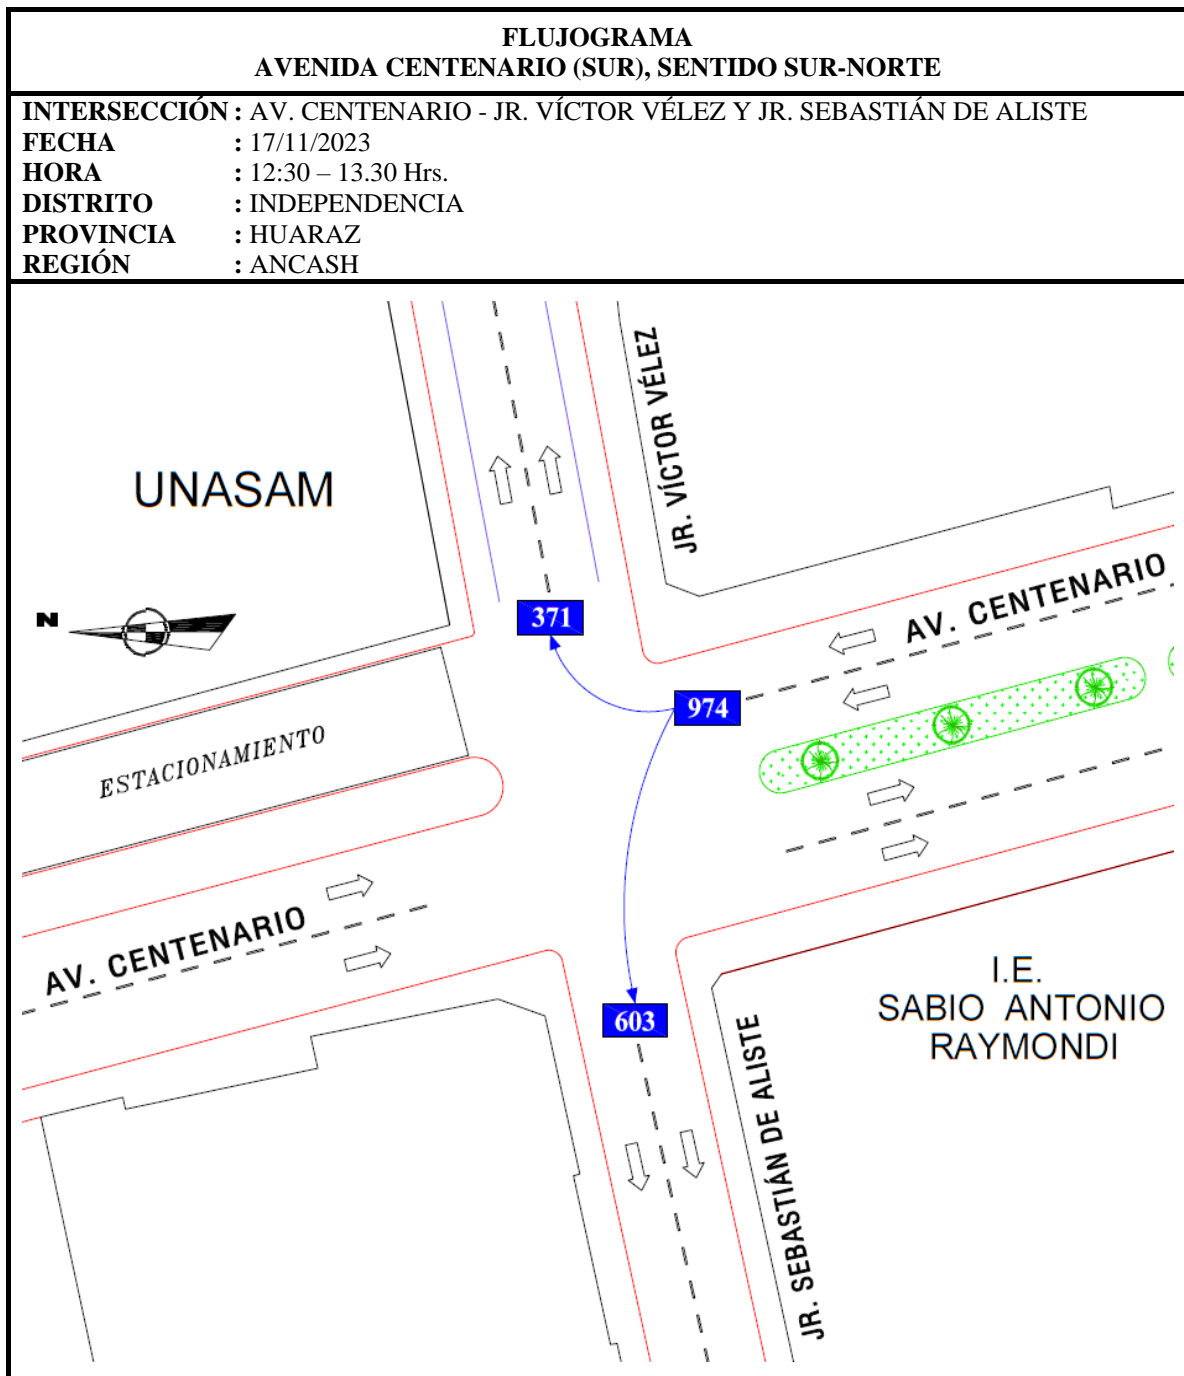 FLUJOGRAMA
AVENIDA CENTENARIO (SUR), SENTIDO SUR-NORTE
INTERSECCIÓN : AV. CENTENARIO - JR. VÍCTOR VÉLEZ Y JR. SEBASTIÁN DE ALISTE
FECHA : 17/11/2023
HORA : 12:30 – 13.30 Hrs.
DISTRITO : INDEPENDENCIA
PROVINCIA : HUARAZ
REGIÓN : ANCASH
JR. VÍCTOR VÉLEZ
UNASAM
N
371
AV. CENTENARIO
974
ESTACIONAMIENTO
AV. CENTENARIO
603
I.E.
SABIO ANTONIO
RAYMONDI
JR. SEBASTIÁN DE ALISTE